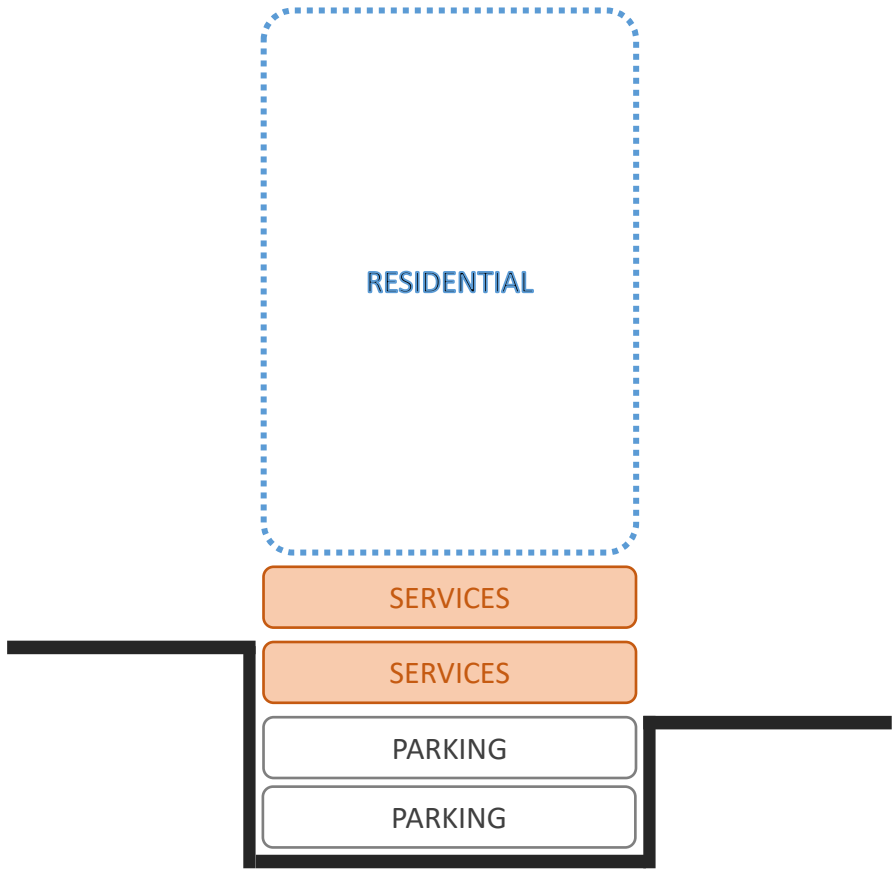 RESIDENTIAL
SERVICES
SERVICES
PARKING
PARKING